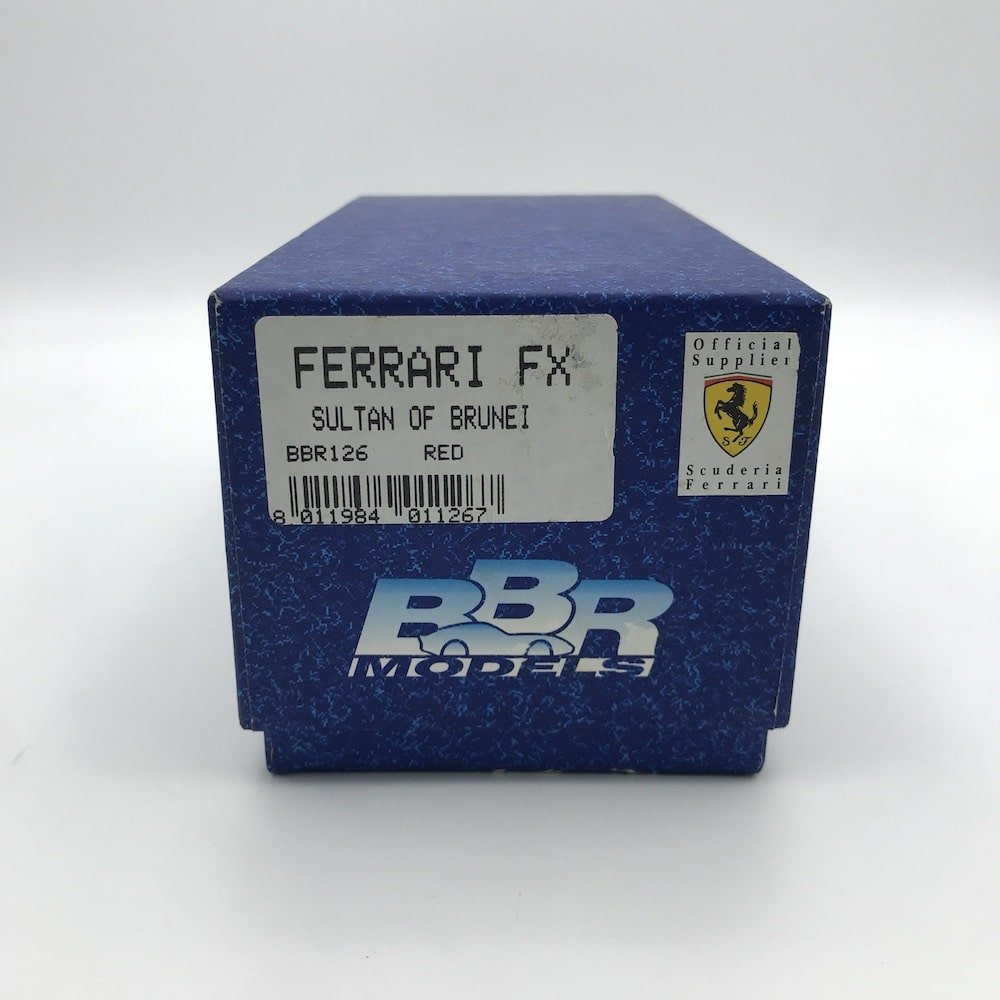 FERRARI FX
SULTAN OF BRUNEI
BBR126 RED
8 011984 011267
Official
Supplier
S F
Scuderia
Ferrari
BBR
MODELS